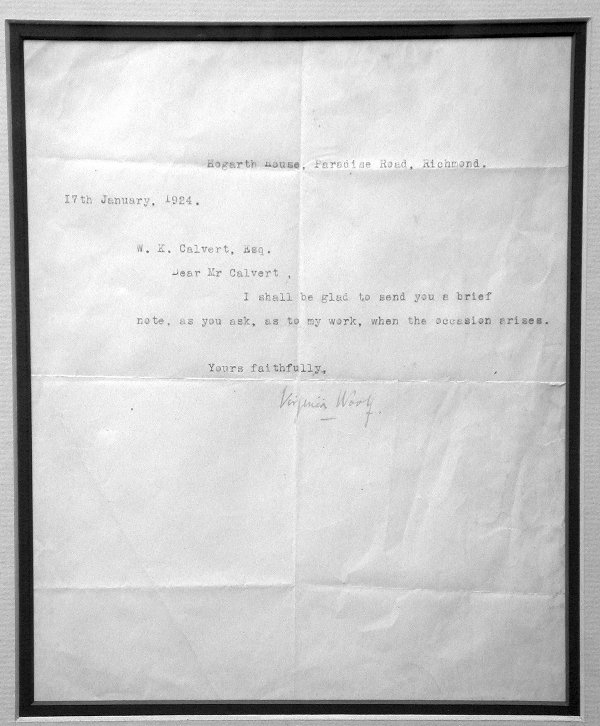 Hogarth House, Paradise Road, Richmond.
17th January, 1924.
W. K. Calvert, Esq.
Dear Mr Calvert ,
I shall be glad to send you a brief
note, as you ask, as to my work, when the occasion arises.
Yours faithfully,
Virginia Woolf.